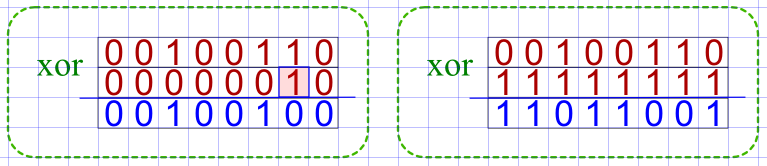 xor
0 0 1 0 0 1 1 0
0 0 0 0 0 0 1 0
0 0 1 0 0 1 0 0
xor
0 0 1 0 0 1 1 0
1 1 1 1 1 1 1 1
1 1 0 1 1 0 0 1